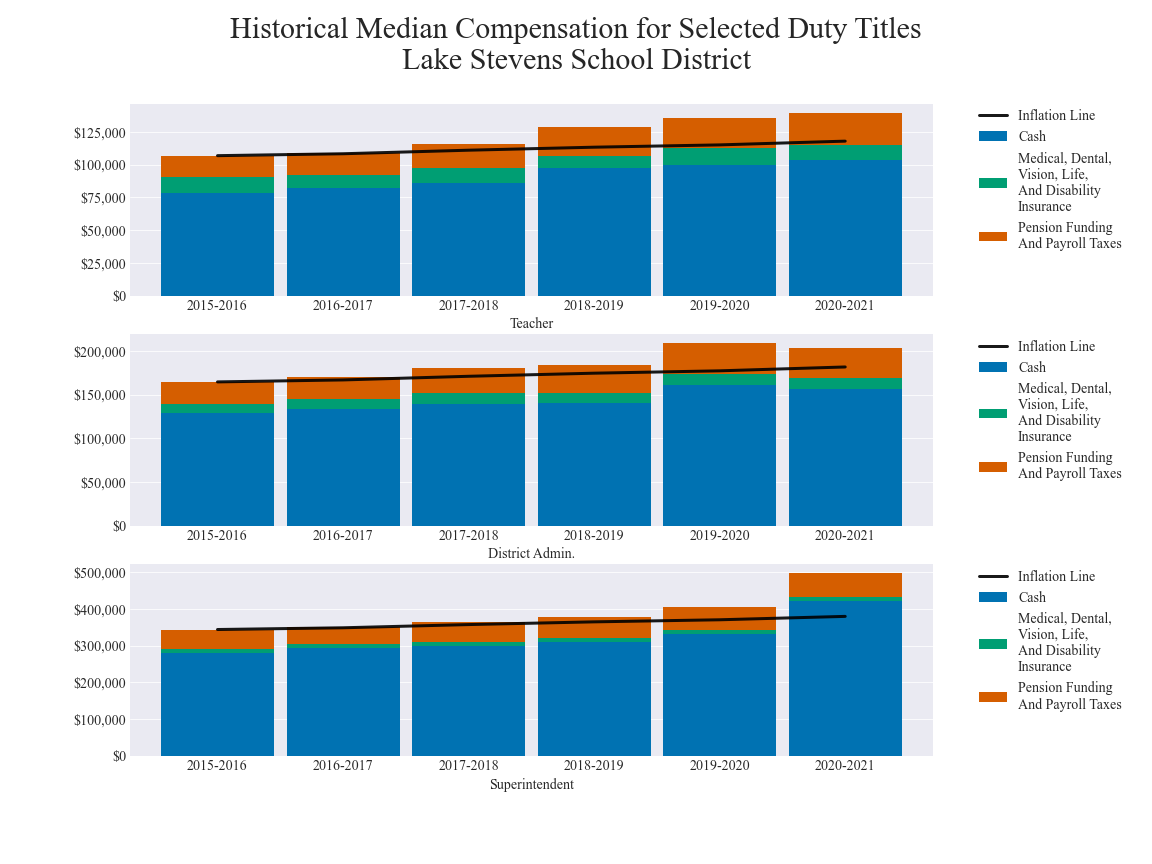 Historical Median Compensation for Selected Duty Titles
Lake Stevens School District
$125,000
$100,000
$75,000
$50,000
$25,000
$0
2015-2016 2016-2017 2017-2018 2018-2019 2019-2020 2020-2021
Teacher
Inflation Line
Cash
Medical, Dental,
Vision, Life,
And Disability
Insurance
Pension Funding
And Payroll Taxes
$200,000
$150,000
$100,000
$50,000
$0
2015-2016 2016-2017 2017-2018 2018-2019 2019-2020 2020-2021
District Admin.
Inflation Line
Cash
Medical, Dental,
Vision, Life,
And Disability
Insurance
Pension Funding
And Payroll Taxes
$500,000
$400,000
$300,000
$200,000
$100,000
$0
2015-2016 2016-2017 2017-2018 2018-2019 2019-2020 2020-2021
Superintendent
Inflation Line
Cash
Medical, Dental,
Vision, Life,
And Disability
Insurance
Pension Funding
And Payroll Taxes